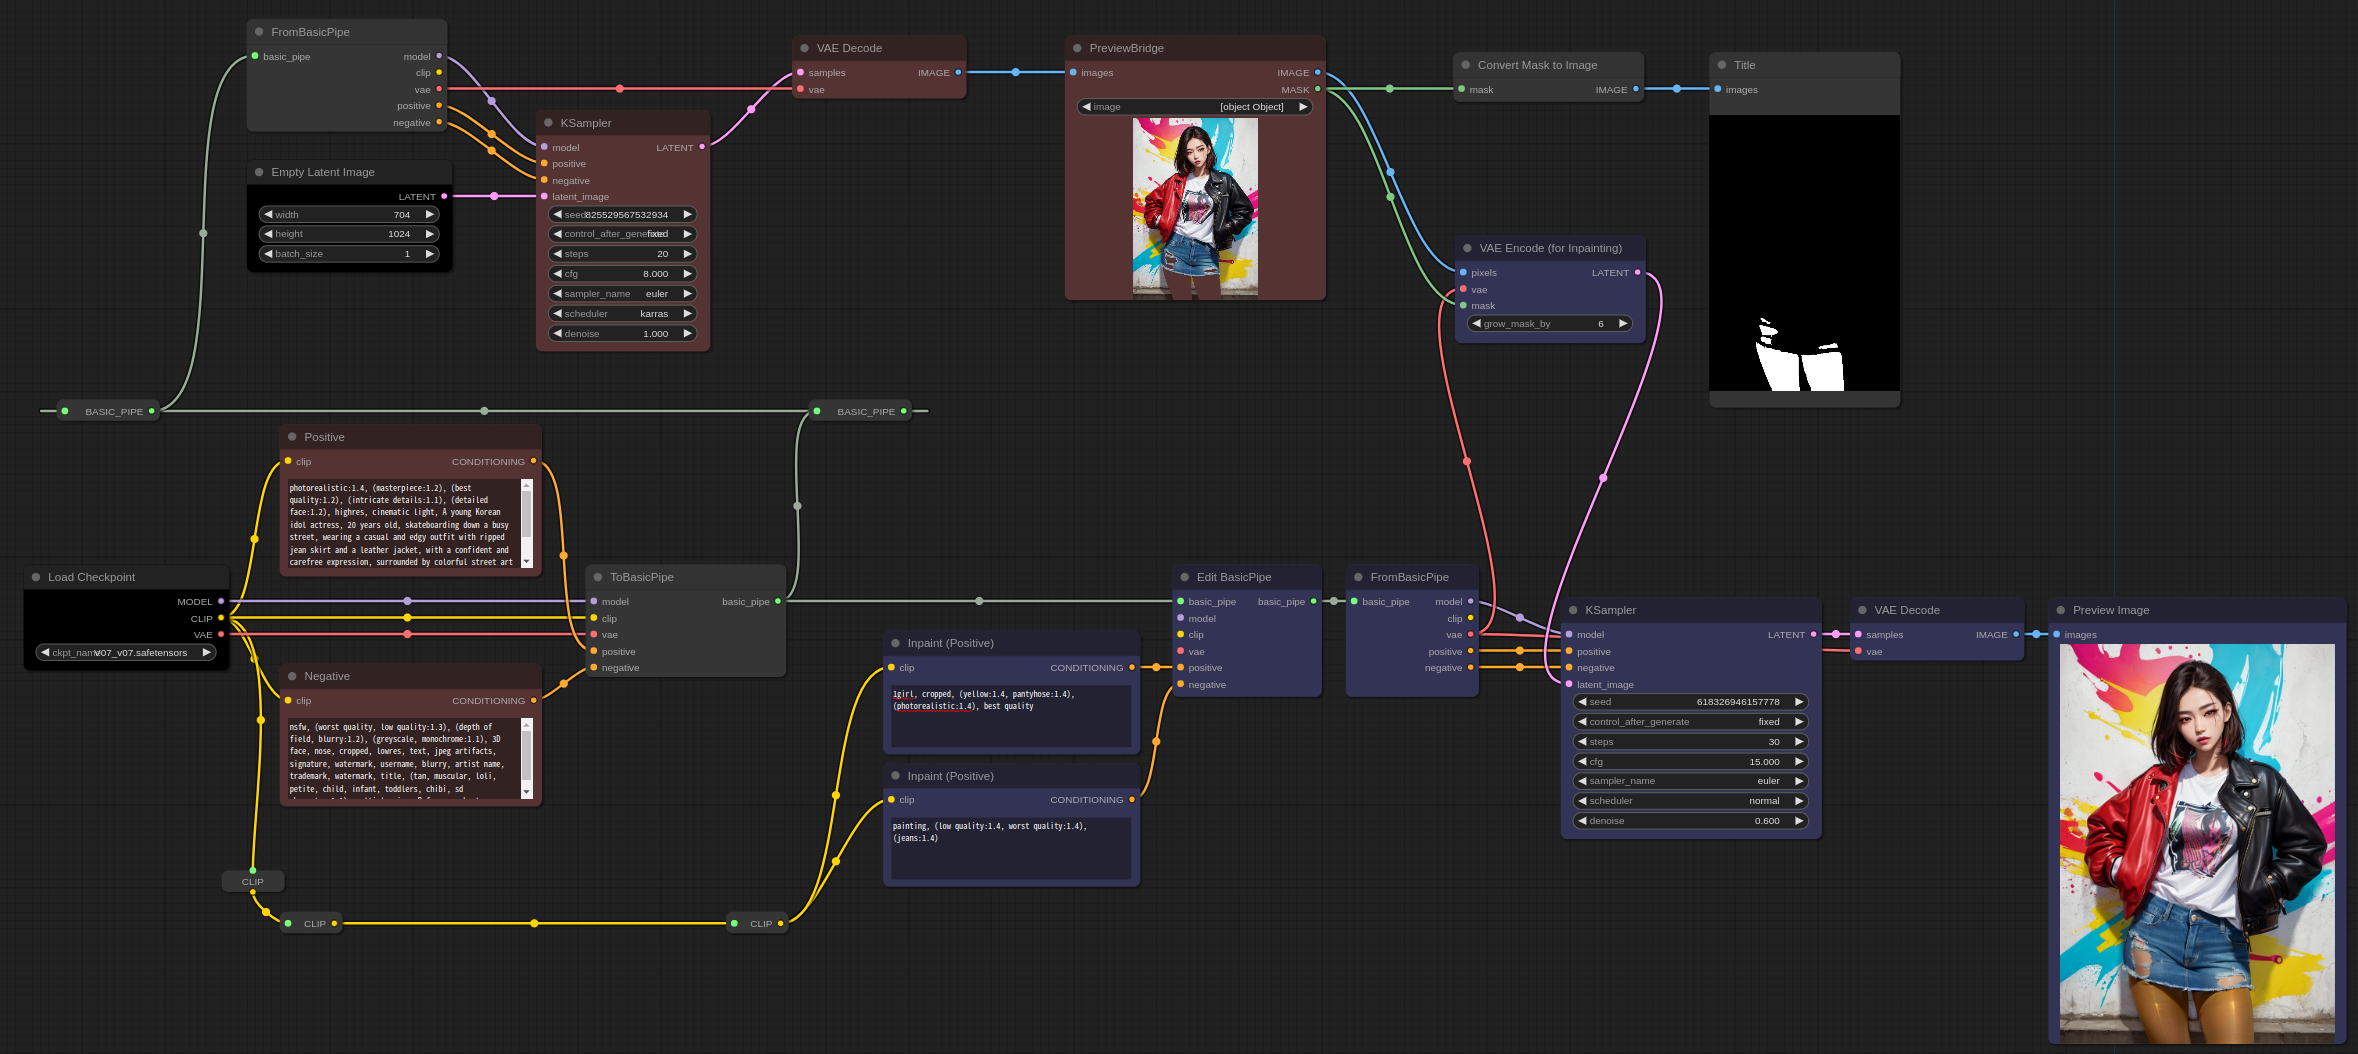 FromBasicPipe
basic_pipe
model
clip
vae
positive
negative
Empty Latent Image
LATENT
width 704
height 1024
batch_size 1
KSampler
model LATENT
positive
negative
latent_image
seed 825529567532934
control_after_generate fixed
steps 20
cfg 8.000
sampler_name euler
scheduler karras
denoise 1.000
VAE Decode
samples IMAGE
vae
PreviewBridge
images IMAGE
MASK
image [object Object]
Convert Mask to Image
mask
IMAGE
Title
images
VAE Encode (for Inpainting)
pixels LATENT
vae
mask
grow_mask_by 6
BASIC_PIPE
BASIC_PIPE
Positive
clip CONDITIONING
photorealistic:1.4, (masterpiece:1.2), (best
quality:1.2), (intricate details:1.1), (detailed
face:1.2), highres, cinematic light, A young Korean
idol actress, 20 years old, skateboarding down a busy
street, wearing a casual and edgy outfit with ripped
jean skirt and a leather jacket, with a confident and
carefree expression, surrounded by colorful street art
Load Checkpoint
MODEL
CLIP
VAE
ckpt_nam V07_v07.safetensors
Negative
clip CONDITIONING
nsfw, (worst quality, low quality:1.3), (depth of
field, blurry:1.2), (greyscale, monochrome:1.1), 3D
face, nose, cropped, lowres, text, jpeg artifacts,
signature, watermark, username, blurry, artist name,
trademark, watermark, title, (tan, muscular, loli,
petite, child, infant, toddlers, chibi, sd
ToBasicPipe
model basic_pipe
clip
vae
positive
negative
CLIP
CLIP
CLIP
Inpaint (Positive)
clip CONDITIONING
1girl, cropped, (yellow:1.4, pantyhose:1.4),
(photorealistic:1.4), best quality
Inpaint (Positive)
clip CONDITIONING
painting, (low quality:1.4, worst quality:1.4),
(jeans:1.4)
Edit BasicPipe
basic_pipe basic_pipe
model
clip
vae
positive
negative
FromBasicPipe
basic_pipe model
clip
vae
positive
negative
KSampler
model LATENT
positive
negative
latent_image
seed 618326946157778
control_after_generate fixed
steps 30
cfg 15.000
sampler_name euler
scheduler normal
denoise 0.600
VAE Decode
samples IMAGE
vae
Preview Image
images